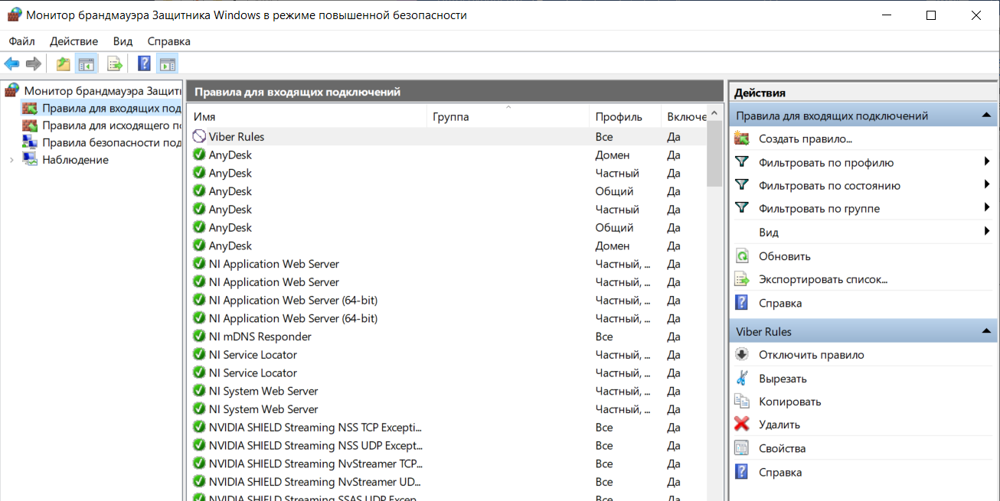 Монитор брандмауэра Защитника Windows в режиме повышенной безопасности
Файл Действие Вид Справка
Монитор брандмауэра Защитн
Правила для входящих под
Правила для исходящего по
Правила безопасности под
Наблюдение
Правила для входящих подключений
Имя Группа Профиль Включе
Viber Rules Все Да
AnyDesk Домен Да
AnyDesk Частный Да
AnyDesk Общий Да
AnyDesk Частный Да
AnyDesk Общий Да
AnyDesk Домен Да
NI Application Web Server Частный, ... Да
NI Application Web Server Частный, ... Да
NI Application Web Server (64-bit) Частный, ... Да
NI Application Web Server (64-bit) Частный, ... Да
NI mDNS Responder Все Да
NI Service Locator Частный, ... Да
NI Service Locator Частный, ... Да
NI System Web Server Частный, ... Да
NI System Web Server Частный, ... Да
NVIDIA SHIELD Streaming NSS TCP Excepti... Все Да
NVIDIA SHIELD Streaming NSS UDP Except... Все Да
NVIDIA SHIELD Streaming NvStreamer TCP... Все Да
NVIDIA SHIELD Streaming NvStreamer UD... Все Да
NVIDIA SHIELD Streaming SSAS UDP Excep... Все Да
Действия
Правила для входящих подключений
Создать правило...
Фильтровать по профилю
Фильтровать по состоянию
Фильтровать по группе
Вид
Обновить
Экспортировать список...
Справка
Viber Rules
Отключить правило
Вырезать
Копировать
Удалить
Свойства
Справка